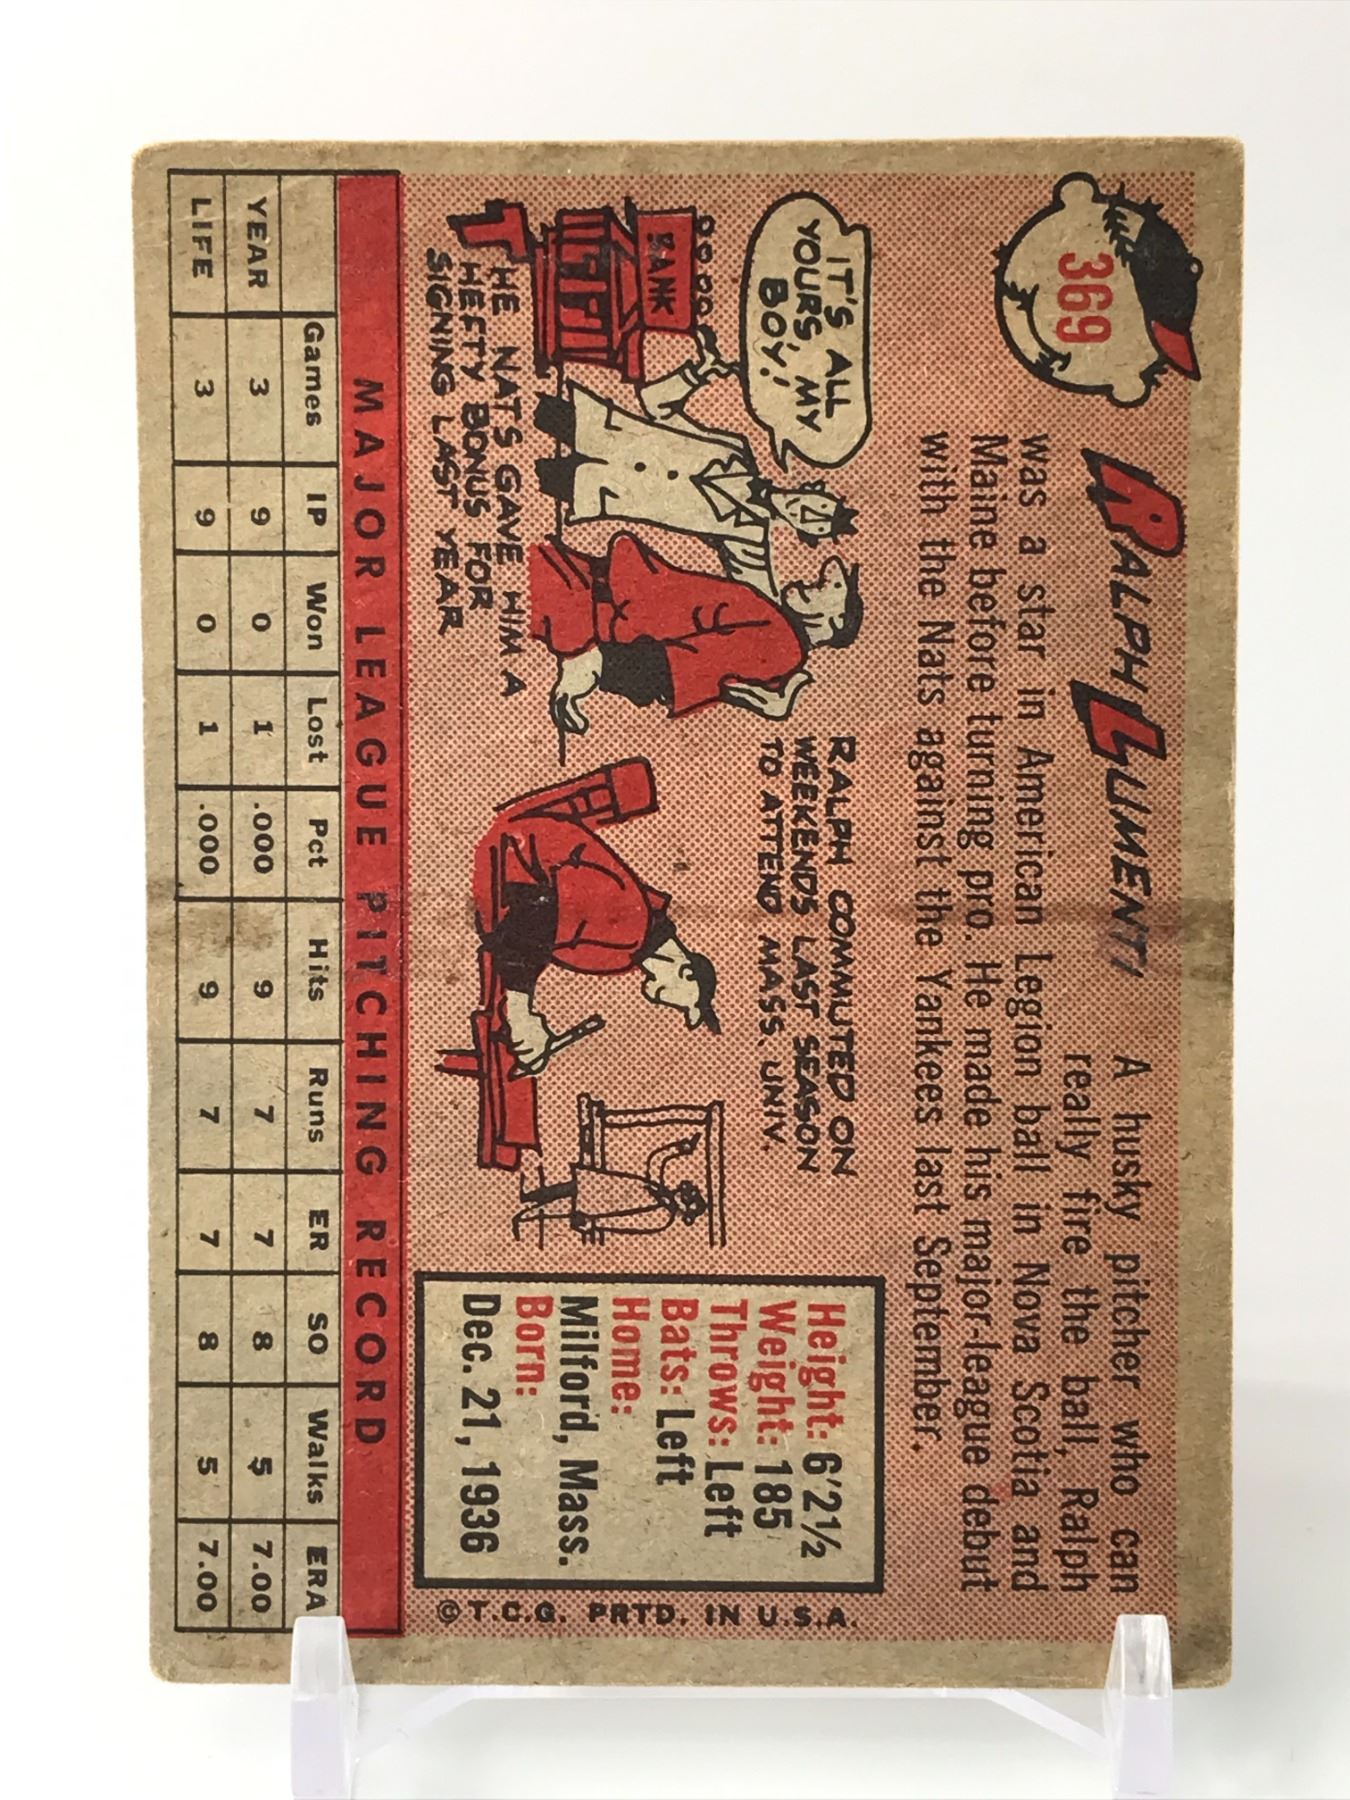 369
RALPH LUMENTI
A husky pitcher who can
really fire the ball, Ralph
was a star in American Legion ball in Nova Scotia and
Maine before turning pro. He made his major-league debut
with the Nats against the Yankees last September.
IT'S ALL
YOURS, MY
BOY!
BANK
HE NATS GAVE HIM A
HEFTY BONUS FOR
SIGNING LAST YEAR
RALPH COMMUTED ON
WEEKENDS LAST SEASON
TO ATTEND MASS. UNIV.
Height: 6'2½
Weight: 185
Throws: Left
Bats: Left
Home:
Milford, Mass.
Born:
Dec. 21, 1936
©T.C.G. PRTD. IN U.S.A.
MAJOR LEAGUE PITCHING RECORD
Games IP Won Lost Pct Hits Runs ER SO Walks ERA
YEAR 3 9 0 1 .000 9 7 7 8 5 7.00
LIFE 3 9 0 1 .000 9 7 7 8 5 7.00